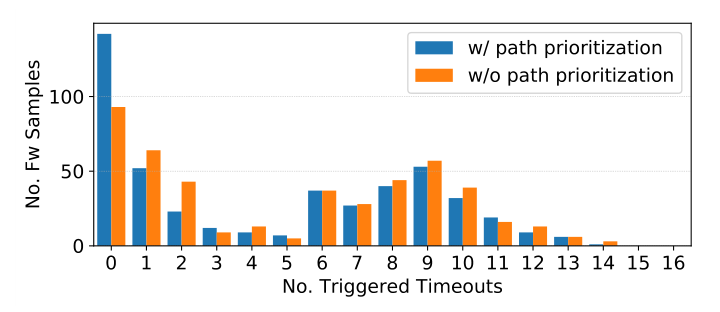 w/ path prioritization
w/o path prioritization
No. Fw Samples
100
50
0
0 1 2 3 4 5 6 7 8 9 10 11 12 13 14 15 16
No. Triggered Timeouts